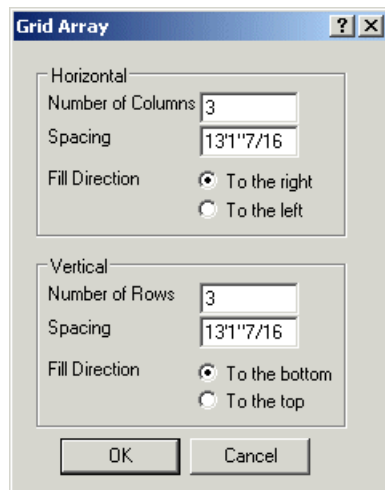 Grid Array
Horizontal
Number of Columns 3
Spacing 13'1"7/16
Fill Direction To the right
To the left
Vertical
Number of Rows 3
Spacing 13'1"7/16
Fill Direction To the bottom
To the top
OK Cancel